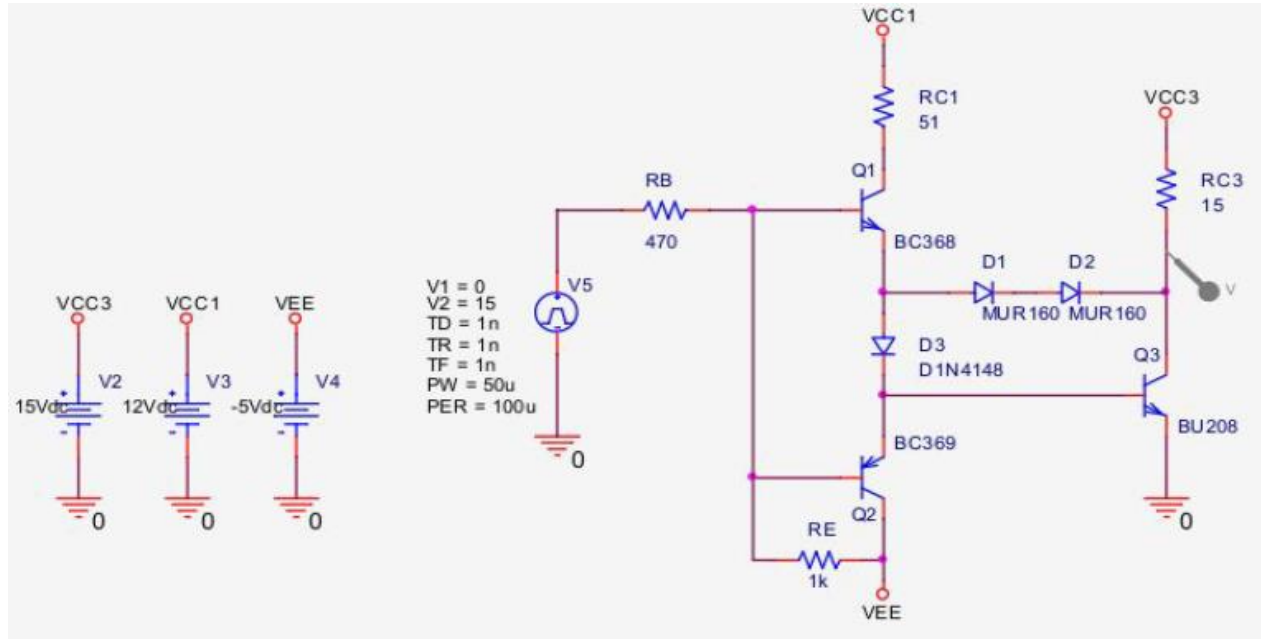 VCC1
RC1
51
VCC3
RC3
15
Q1
RB
470
BC368
D1
D2
MUR160
MUR160
V
V1 = 0
V2 = 15
TD = 1n
TR = 1n
TF = 1n
PW = 50u
PER = 100u
V5
0
VCC3
VCC1
VEE
V2
V3
V4
15Vdc
12Vdc
-5Vdc
0
0
0
D3
D1N4148
Q3
BU208
BC369
Q2
0
RE
1k
VEE